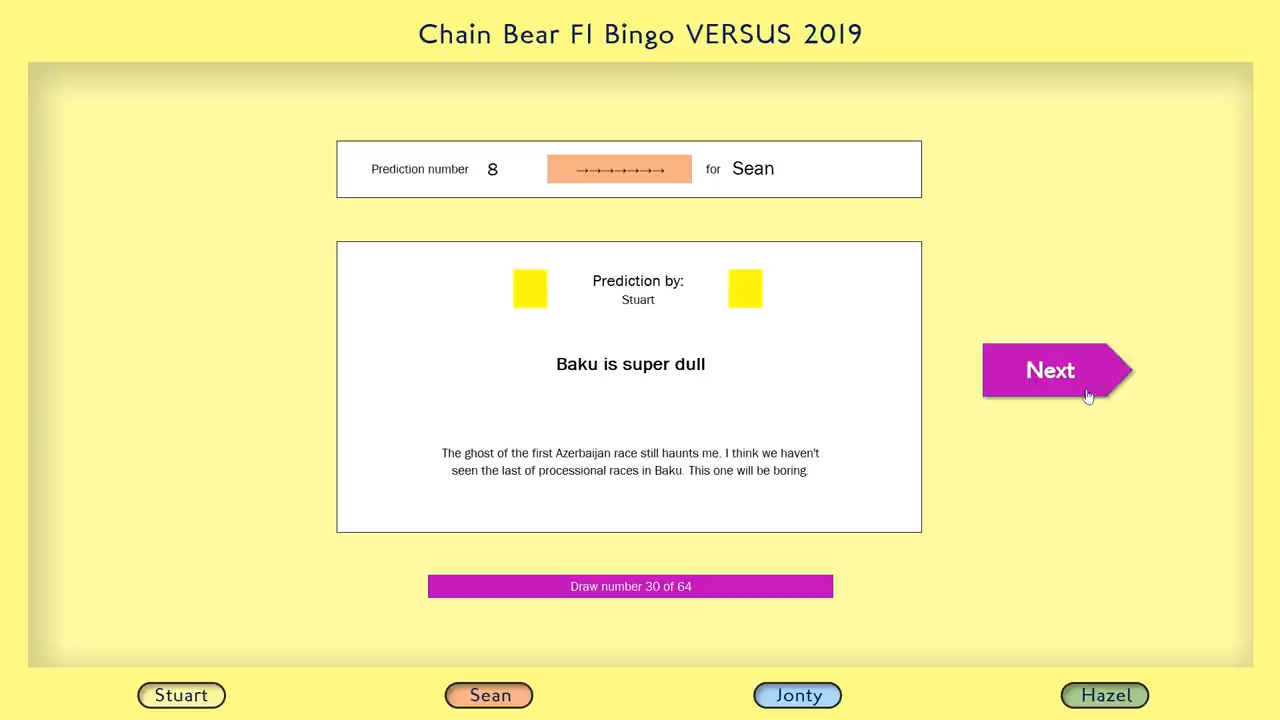 Chain Bear F1 Bingo VERSUS 2019
Prediction number 8 →→→→→→→ for Sean
Prediction by:
Stuart
Baku is super dull
The ghost of the first Azerbaijan race still haunts me. I think we haven't
seen the last of processional races in Baku. This one will be boring.
Next
Draw number 30 of 64
Stuart Sean Jonty Hazel